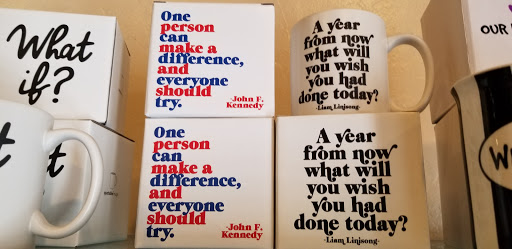 What
if?
One
person
can
make a
difference,
and
everyone
should
try.
-John F.
Kennedy
A year
from now
what will
you wish
you had
done today?
-Liam Linjsong-
OUR
One
person
can
make a
difference,
and
everyone
should
try.
-John F.
Kennedy
A year
from now
what will
you wish
you had
done today?
-Liam Linjsong-